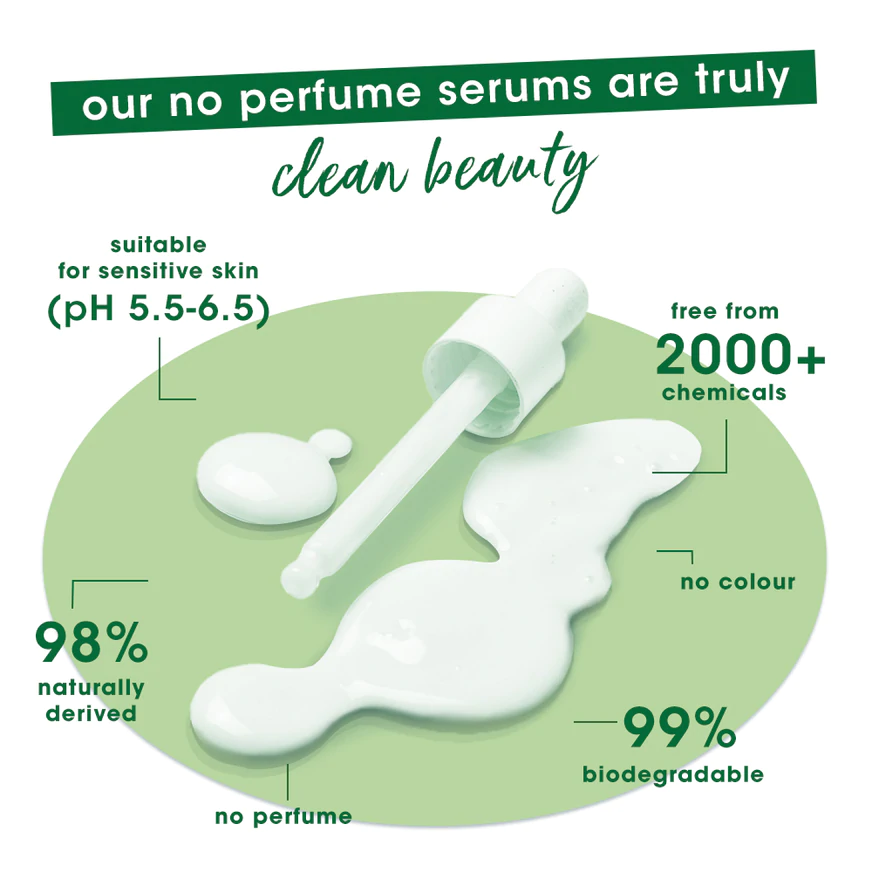 our no perfume serums are truly
clean beauty
suitable
for sensitive skin
(pH 5.5-6.5)
free from
2000+
chemicals
no colour
98%
naturally
derived
99%
biodegradable
no perfume